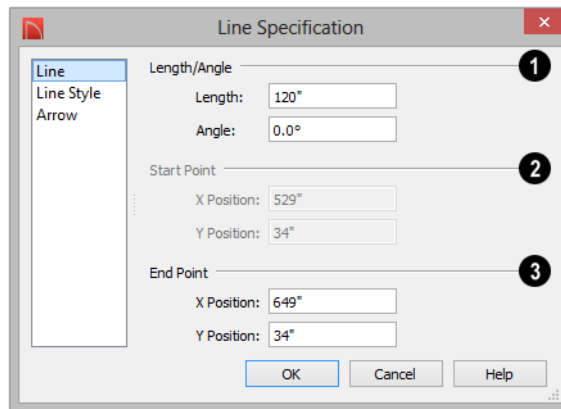 Line Specification
Line
Line Style
Arrow
Length/Angle
1
Length: 120"
Angle: 0.0°
Start Point
2
X Position: 529"
Y Position: 34"
End Point
3
X Position: 649"
Y Position: 34"
OK Cancel Help